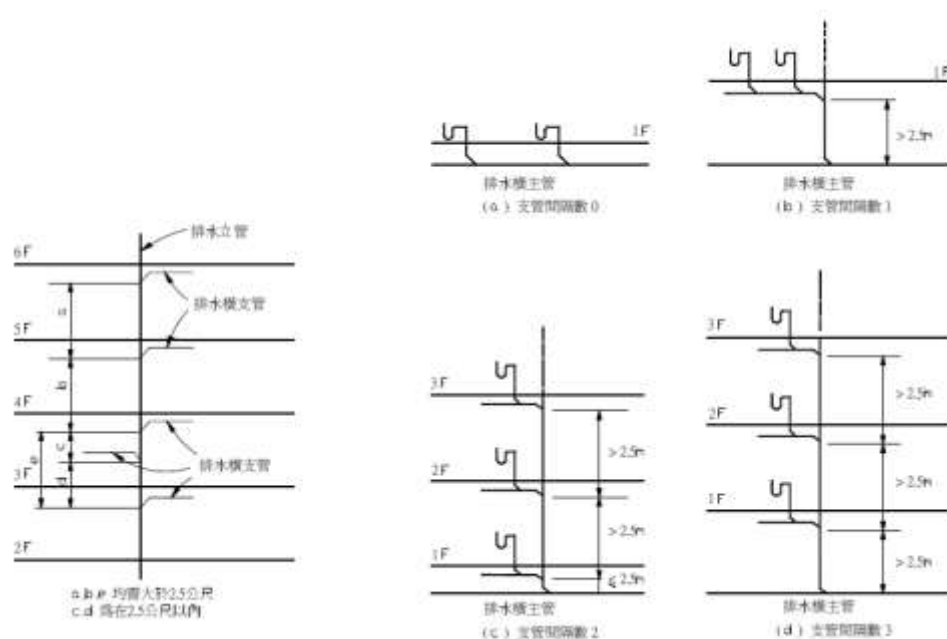 排水立管
6F
排水橫支管
a
5F
b
4F
c
e
排水橫支管
d
3F
2F
a.b.e 均需大於2.5公尺
c.d 為在2.5公尺以內
1F
排水橫主管
(a) 支管間隔數 0
1F
>2.5m
排水橫主管
(b) 支管間隔數 1
3F
>2.5m
2F
>2.5m
1F
≦2.5m
排水橫主管
(c) 支管間隔數 2
3F
>2.5m
2F
>2.5m
1F
>2.5m
排水橫主管
(d) 支管間隔數 3